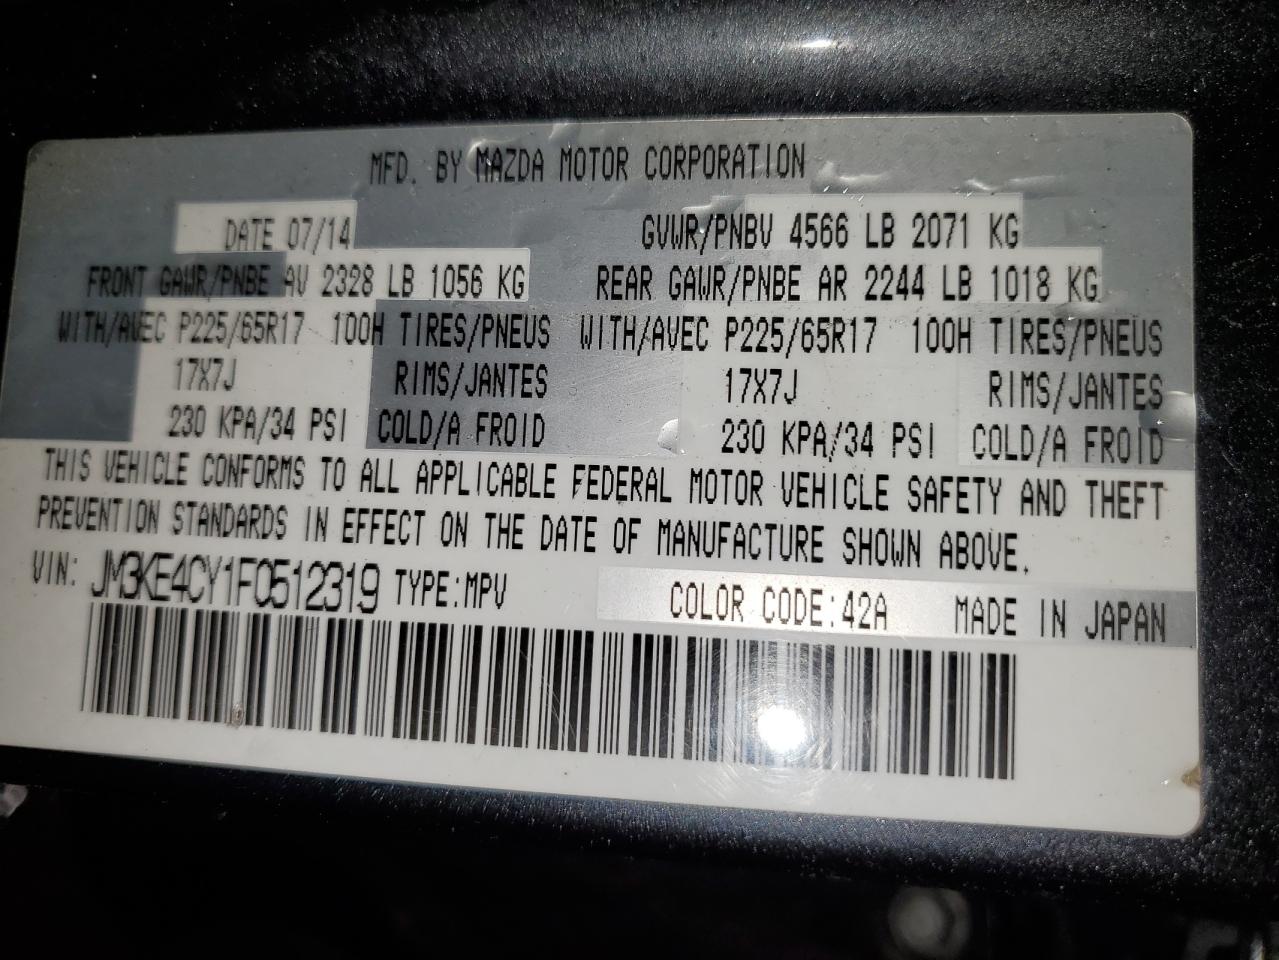 MFD. BY MAZDA MOTOR CORPORATION
DATE 07/14 GVWR/PNBV 4566 LB 2071 KG
FRONT GAWR/PNBE AV 2328 LB 1056 KG REAR GAWR/PNBE AR 2244 LB 1018 KG
WITH/AVEC P225/65R17 100H TIRES/PNEUS WITH/AVEC P225/65R17 100H TIRES/PNEUS
17X7J RIMS/JANTES 17X7J RIMS/JANTES
230 KPA/34 PSI COLD/A FROID 230 KPA/34 PSI COLD/A FROID
THIS VEHICLE CONFORMS TO ALL APPLICABLE FEDERAL MOTOR VEHICLE SAFETY AND THEFT
PREVENTION STANDARDS IN EFFECT ON THE DATE OF MANUFACTURE SHOWN ABOVE.
VIN: JM3KE4CY1F0512319 TYPE:MPV COLOR CODE:42A MADE IN JAPAN